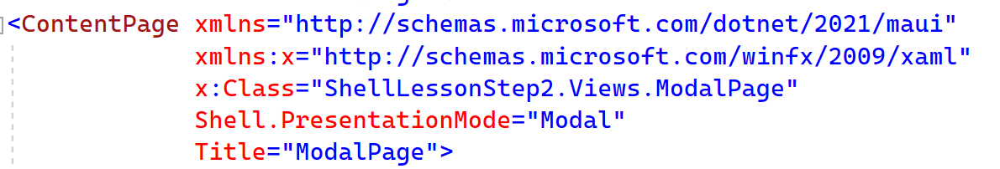 <ContentPage xmlns="http://schemas.microsoft.com/dotnet/2021/maui"
xmlns:x="http://schemas.microsoft.com/winfx/2009/xaml"
x:Class="ShellLessonStep2.Views.ModalPage"
Shell.PresentationMode="Modal"
Title="ModalPage">